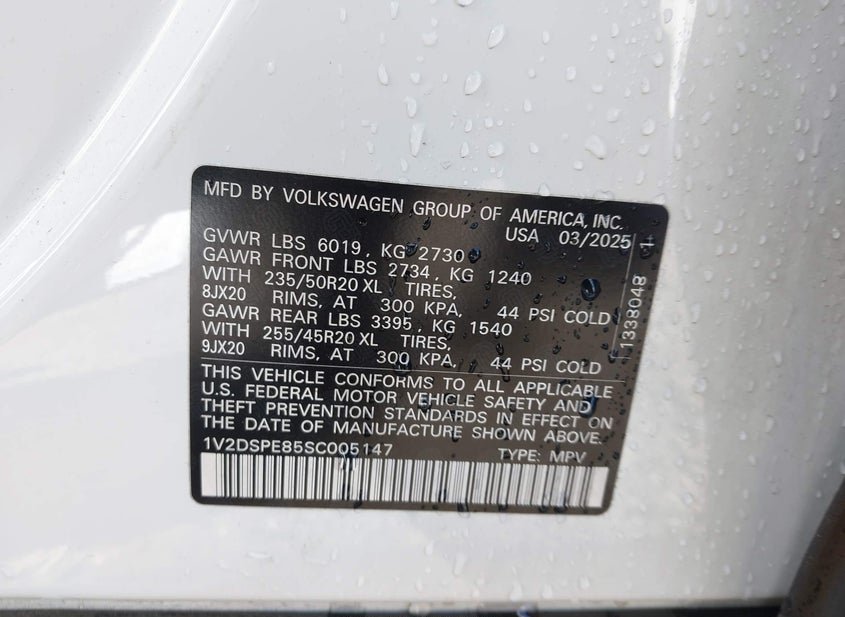 MFD BY VOLKSWAGEN GROUP OF AMERICA, INC.
USA 03/2025
GVWR LBS 6019, KG 2730
GAWR FRONT LBS 2734, KG 1240
WITH 235/50R20 XL TIRES,
8JX20 RIMS, AT 300 KPA, 44 PSI COLD
GAWR REAR LBS 3395, KG 1540
WITH 255/45R20 XL TIRES,
9JX20 RIMS, AT 300 KPA, 44 PSI COLD
THIS VEHICLE CONFORMS TO ALL APPLICABLE
U.S. FEDERAL MOTOR VEHICLE SAFETY AND
THEFT PREVENTION STANDARDS IN EFFECT ON
THE DATE OF MANUFACTURE SHOWN ABOVE.
1V2DSPE85SC005147 TYPE: MPV
1338048